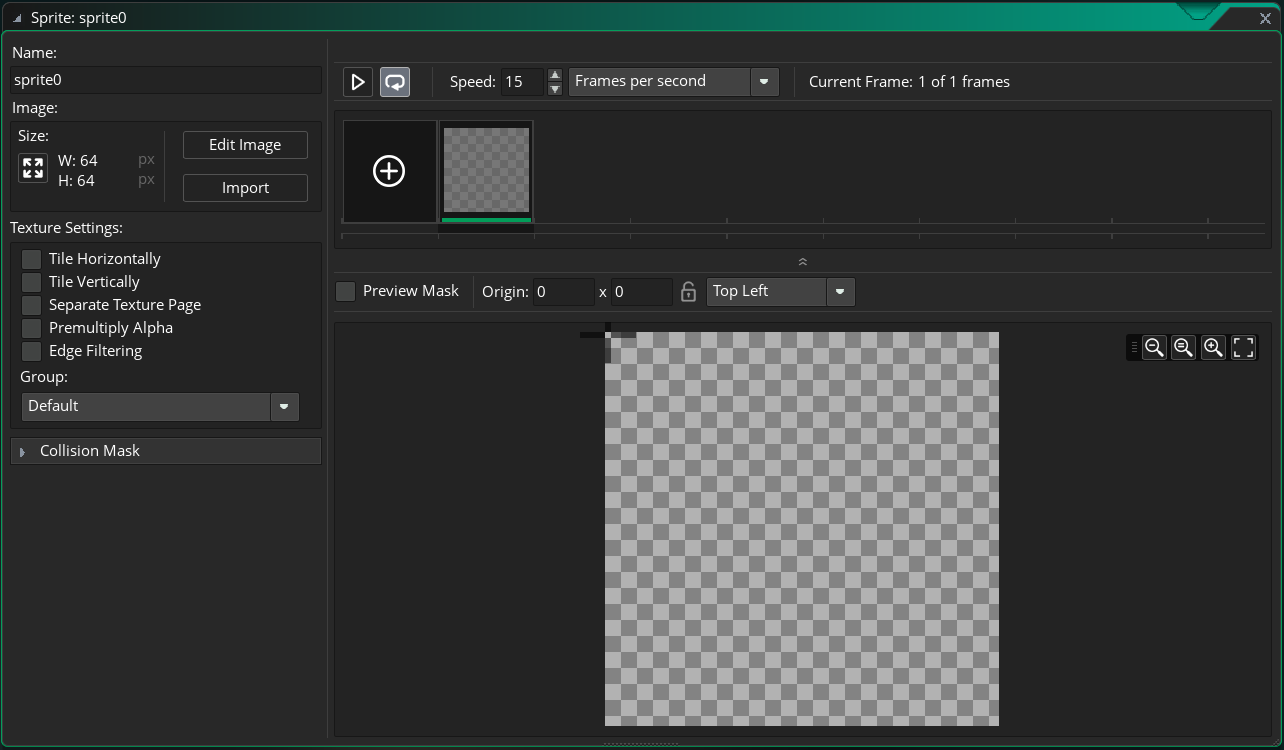 Sprite: sprite0
Name:
sprite0
Image:
Size:
W: 64 px
H: 64 px
Edit Image
Import
Texture Settings:
Tile Horizontally
Tile Vertically
Separate Texture Page
Premultiply Alpha
Edge Filtering
Group:
Default
Collision Mask
Speed: 15 Frames per second Current Frame: 1 of 1 frames
Preview Mask Origin: 0 x 0 Top Left